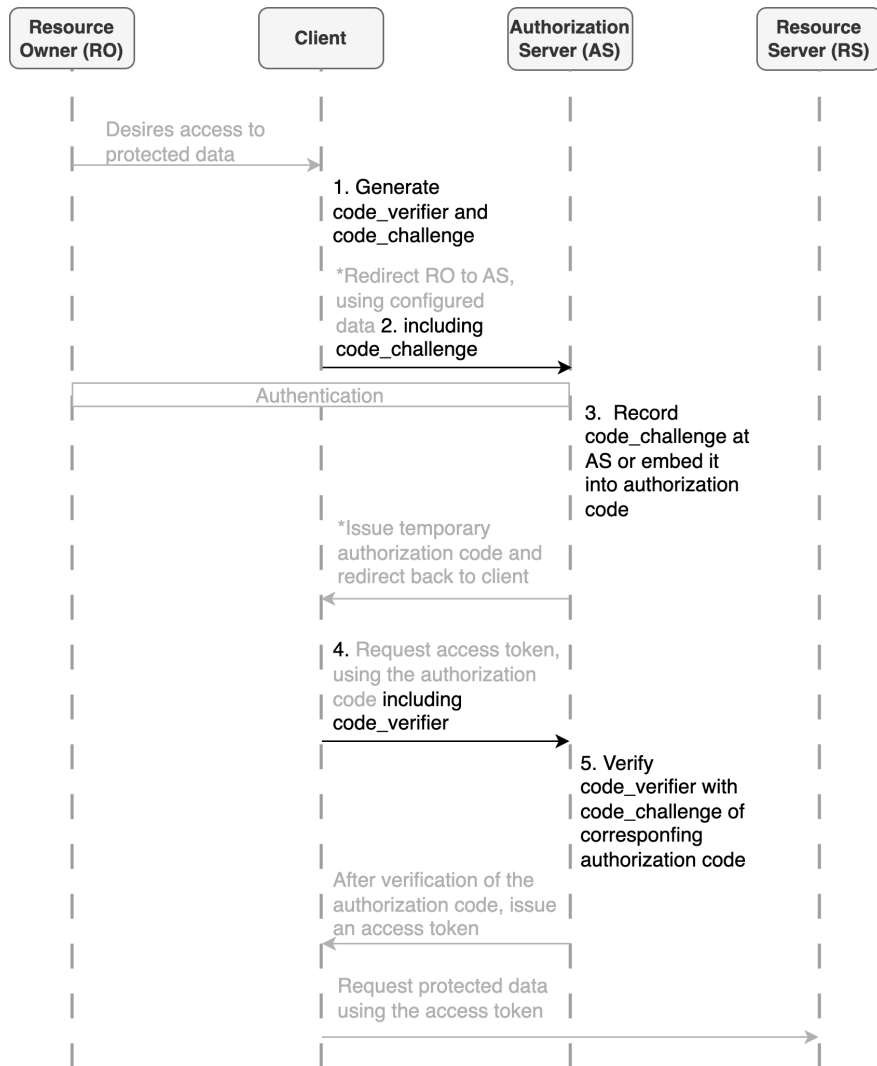 Resource
Owner (RO)
Client
Authorization
Server (AS)
Resource
Server (RS)
Desires access to
protected data
1. Generate
code_verifier and
code_challenge
*Redirect RO to AS,
using configured
data 2. including
code_challenge
Authentication
3.  Record
code_challenge at
AS or embed it
into authorization
code
*Issue temporary
authorization code and
redirect back to client
4. Request access token,
using the authorization
code including
code_verifier
5. Verify
code_verifier with
code_challenge of
corresponfing
authorization code
After verification of the
authorization code, issue
an access token
Request protected data
using the access token